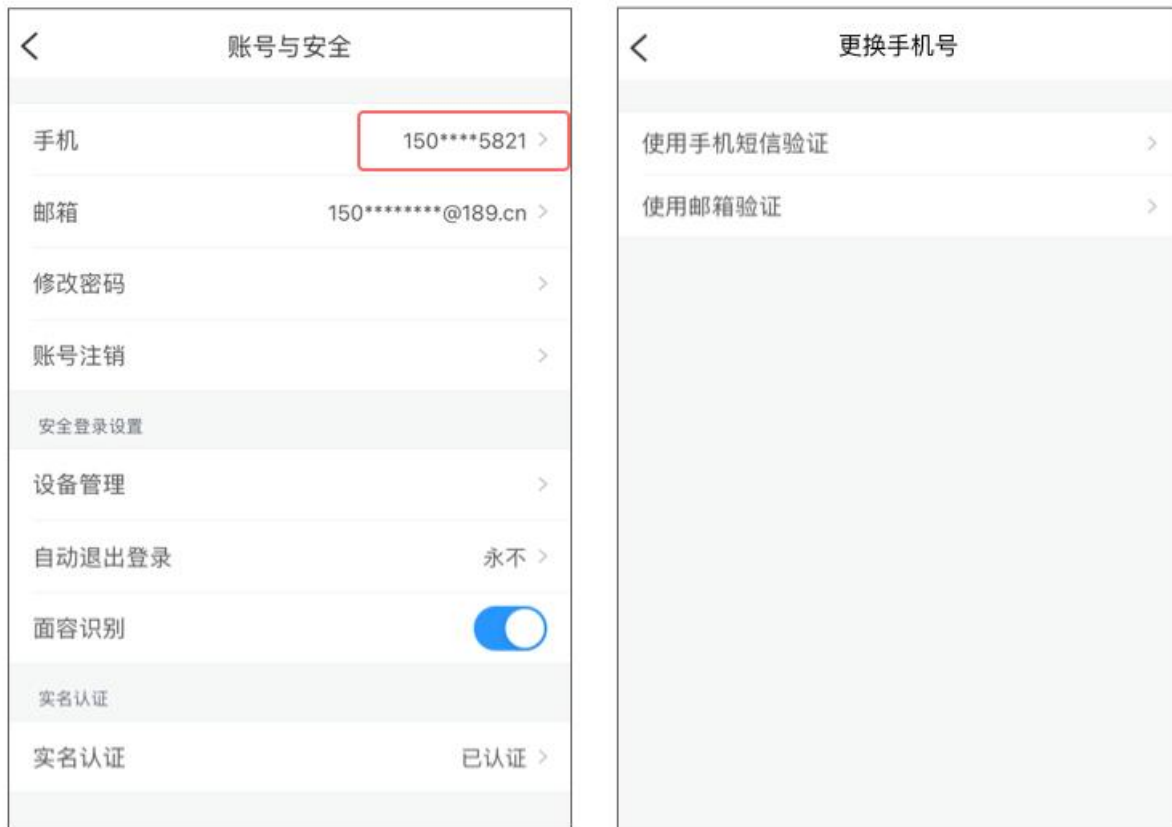 账号与安全
手机 150****5821
邮箱 150********@189.cn
修改密码
账号注销
安全登录设置
设备管理
自动退出登录 永不
面容识别
实名认证
实名认证 已认证
更换手机号
使用手机短信验证
使用邮箱验证